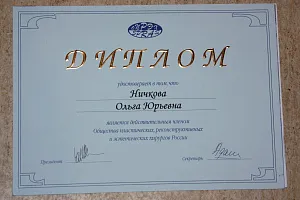 ДИПЛОМ
удостоверяет в том, что
Ничкова
Ольга Юрьевна
является действительным членом
Общества пластических, реконструктивных
и эстетических хирургов России
Президент
Секретарь